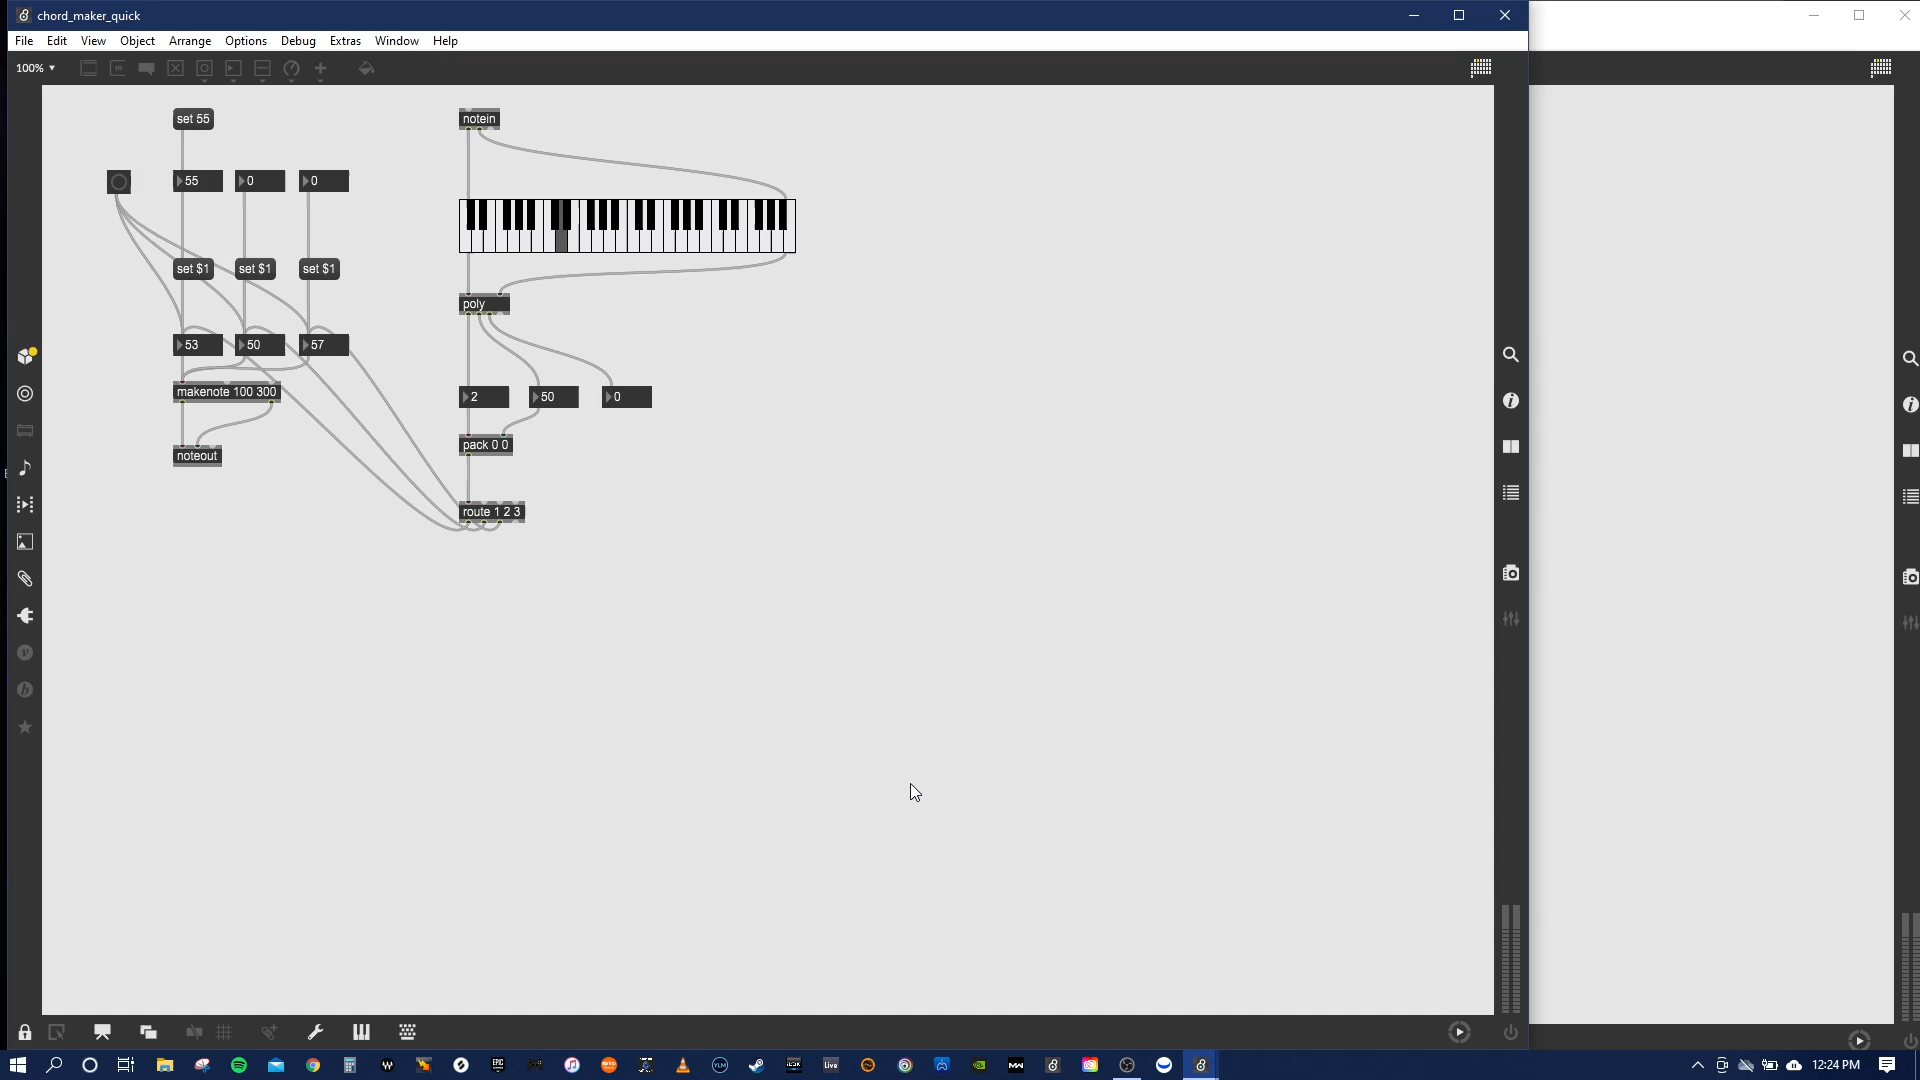 chord_maker_quick
File Edit View Object Arrange Options Debug Extras Window Help
100%
set 55
notein
55 0 0
set $1 set $1 set $1
poly
53 50 57
makenote 100 300
2 50 0
pack 0 0
noteout
route 1 2 3
12:24 PM